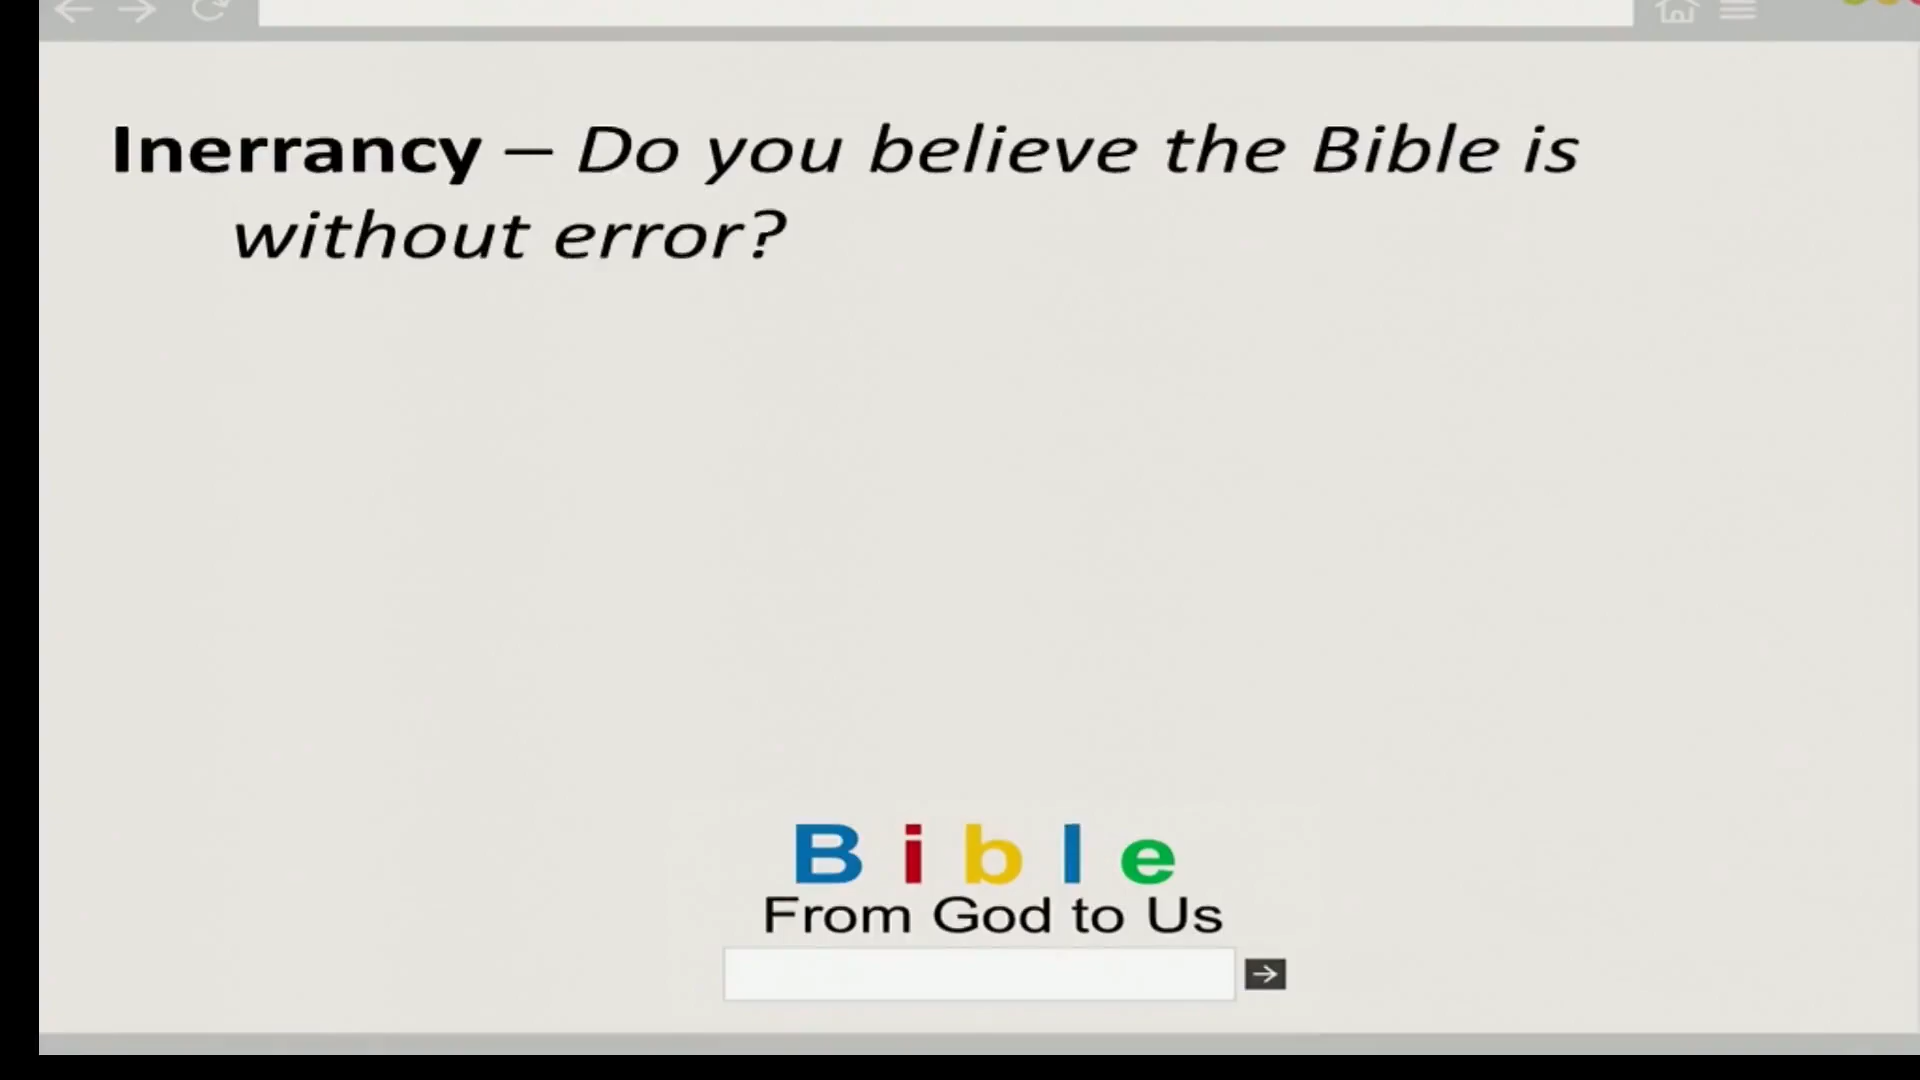 Inerrancy – Do you believe the Bible is
without error?
Bible
From God to Us